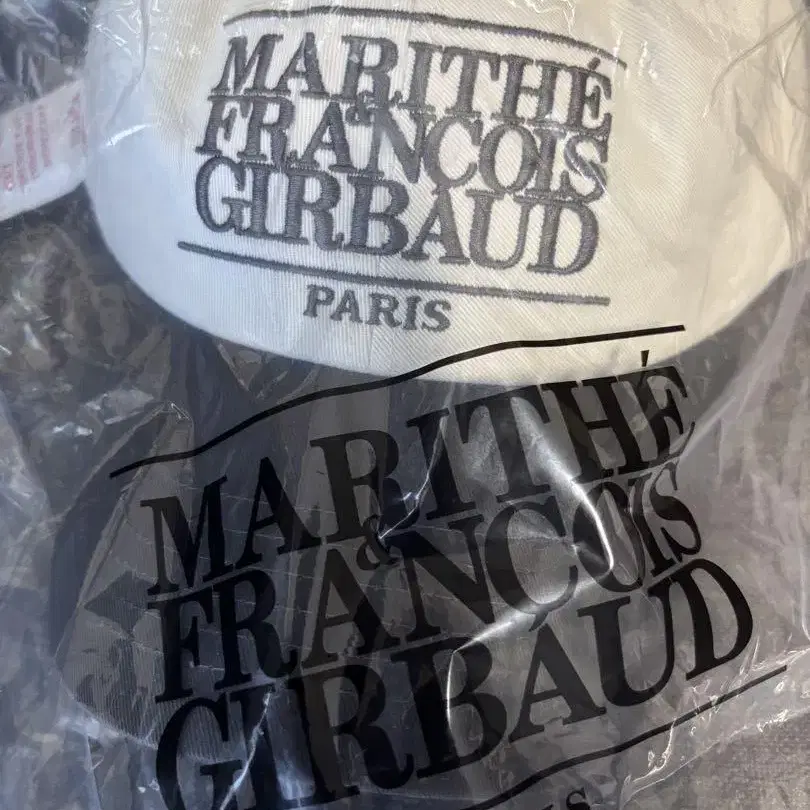 MARITHÉ
&
FRANÇOIS
GIRBAUD
PARIS
MARITHÉ
&
FRANÇOIS
GIRBAUD